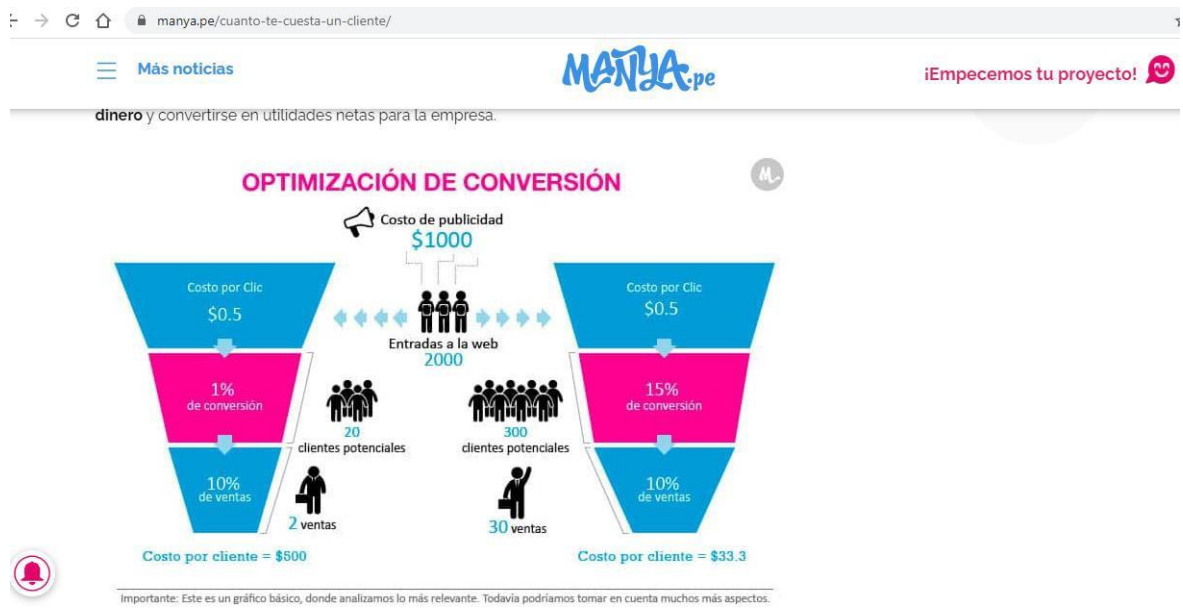 manya.pe/cuanto-te-cuesta-un-cliente/
Más noticias
MAÑYA.pe
¡Empecemos tu proyecto!
dinero y convertirse en utilidades netas para la empresa.
OPTIMIZACIÓN DE CONVERSIÓN
M.
Costo de publicidad
$1000
Costo por Clic
$0.5
Entradas a la web
2000
Costo por Clic
$0.5
1%
de conversión
20
clientes potenciales
300
clientes potenciales
15%
de conversión
10%
de ventas
2 ventas
30 ventas
10%
de ventas
Costo por cliente = $500
Costo por cliente = $33.3
Importante: Este es un gráfico básico, donde analizamos lo más relevante. Todavia podríamos tomar en cuenta muchos más aspectos.